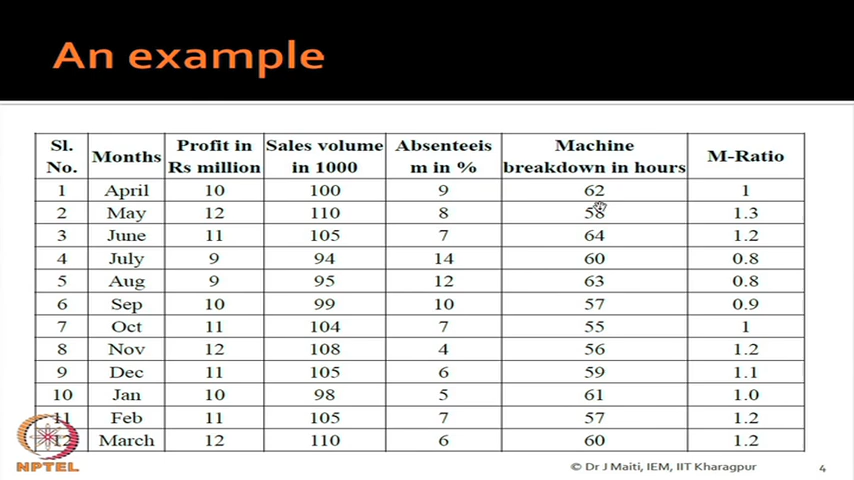 An example
Sl. No. Months Profit in Rs million Sales volume in 1000 Absenteeis m in % Machine breakdown in hours M-Ratio
1 April 10 100 9 62 1
2 May 12 110 8 58 1.3
3 June 11 105 7 64 1.2
4 July 9 94 14 60 0.8
5 Aug 9 95 12 63 0.8
6 Sep 10 99 10 57 0.9
7 Oct 11 104 7 55 1
8 Nov 12 108 4 56 1.2
9 Dec 11 105 6 59 1.1
10 Jan 10 98 5 61 1.0
11 Feb 11 105 7 57 1.2
12 March 12 110 6 60 1.2
NPTEL
© Dr J Maiti, IEM, IIT Kharagpur
4